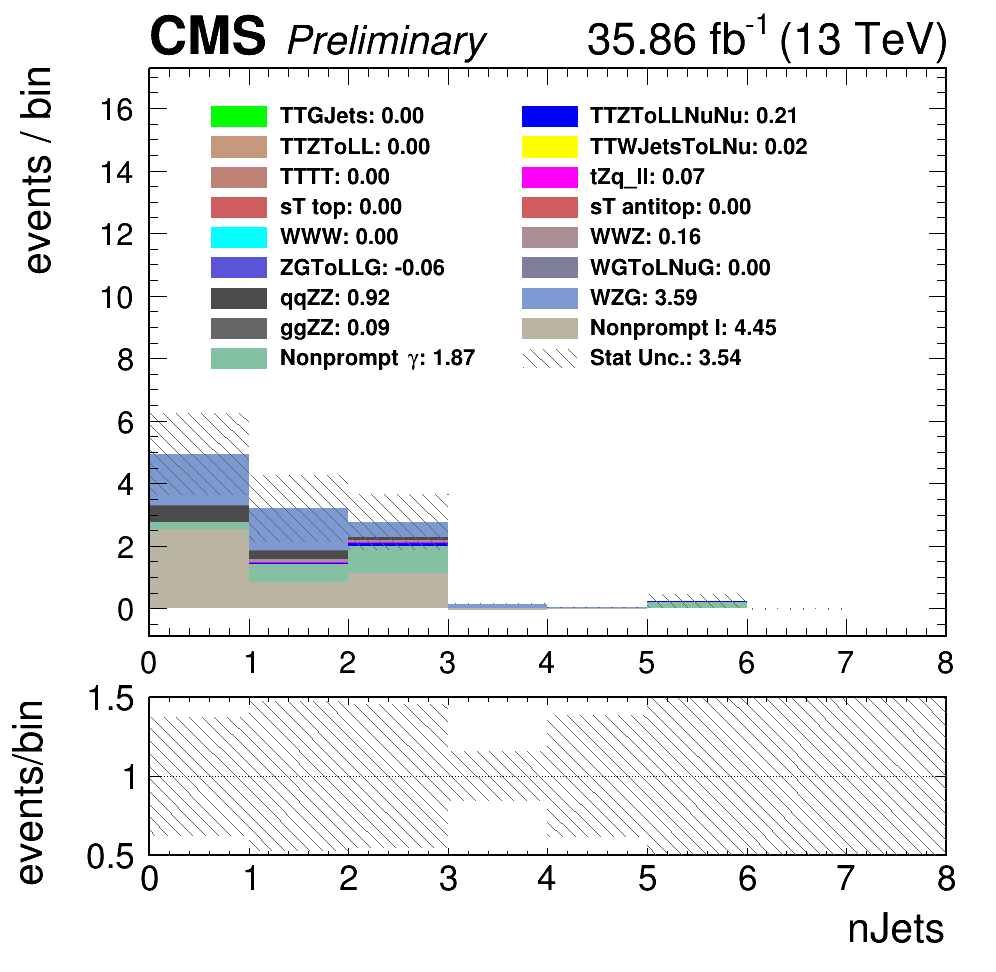 CMS Preliminary 35.86 fb-1 (13 TeV)
events / bin
16
14
12
10
8
6
4
2
0
TTGJets: 0.00
TTZToLLNuNu: 0.21
TTZToLL: 0.00
TTWJetsToLNu: 0.02
TTTT: 0.00
tZq_ll: 0.07
sT top: 0.00
sT antitop: 0.00
WWW: 0.00
WWZ: 0.16
ZGToLLG: -0.06
WGToLNuG: 0.00
qqZZ: 0.92
WZG: 3.59
ggZZ: 0.09
Nonprompt l: 4.45
Nonprompt γ: 1.87
Stat Unc.: 3.54
0 1 2 3 4 5 6 7 8
events/bin
1.5
1
0.5
0 1 2 3 4 5 6 7 8
nJets